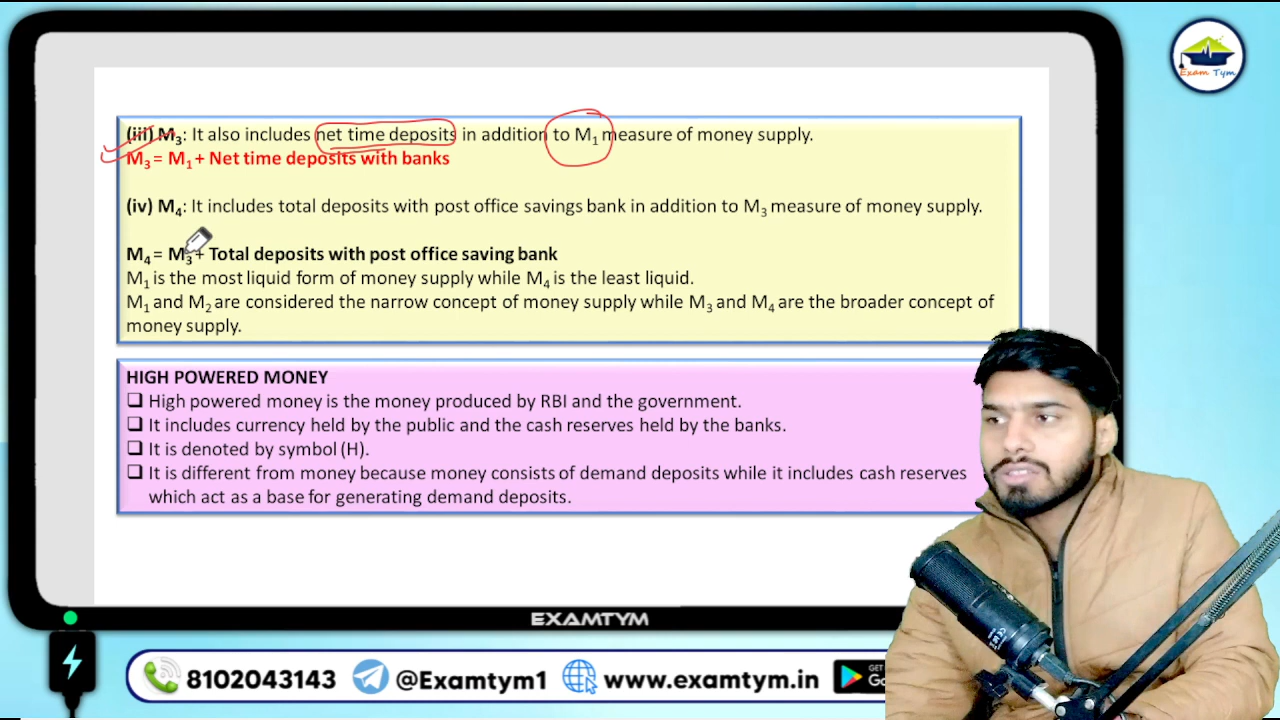 Exam Tym
(iii) M₃: It also includes net time deposits in addition to M₁ measure of money supply.
M₃ = M₁ + Net time deposits with banks
(iv) M₄: It includes total deposits with post office savings bank in addition to M₃ measure of money supply.
M₄ = M₃ + Total deposits with post office saving bank
M₁ is the most liquid form of money supply while M₄ is the least liquid.
M₁ and M₂ are considered the narrow concept of money supply while M₃ and M₄ are the broader concept of
money supply.
HIGH POWERED MONEY
❑ High powered money is the money produced by RBI and the government.
❑ It includes currency held by the public and the cash reserves held by the banks.
❑ It is denoted by symbol (H).
❑ It is different from money because money consists of demand deposits while it includes cash reserves
which act as a base for generating demand deposits.
EXAMTYM
8102043143 @Examtym1 www.examtym.in GET Go